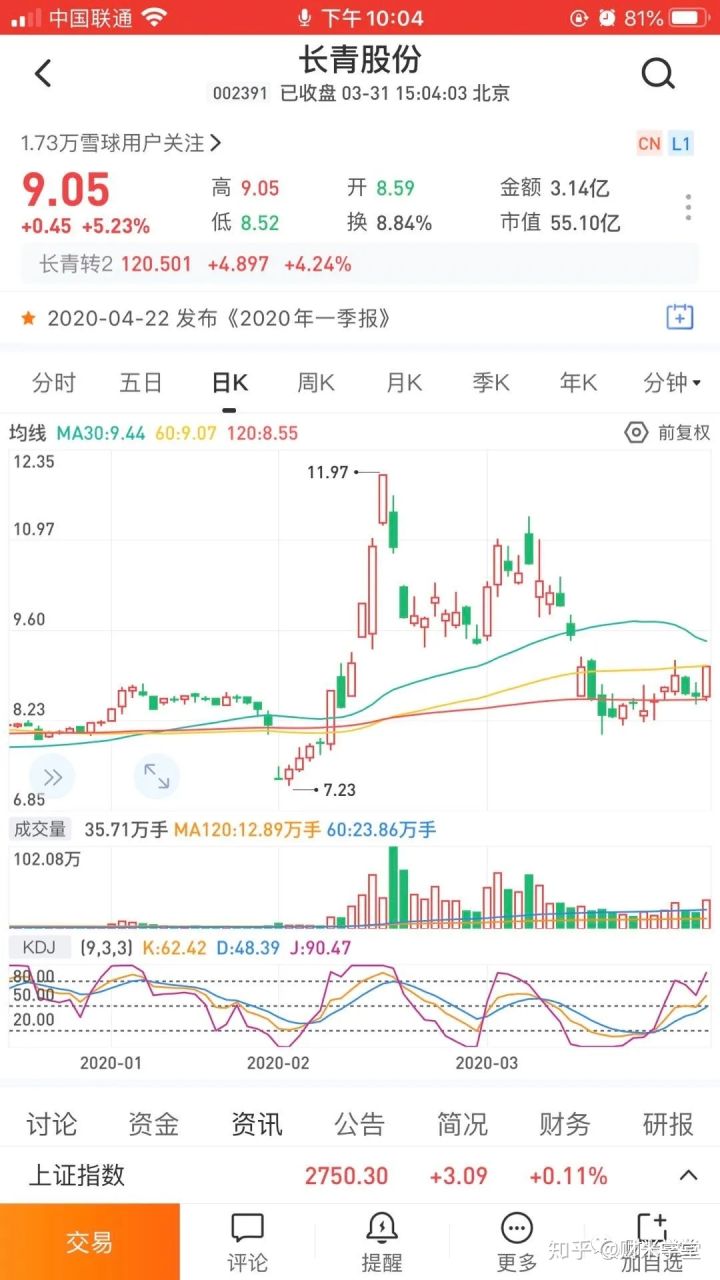 中国联通 下午10:04 81%
长青股份
002391 已收盘 03-31 15:04:03 北京
1.73万雪球用户关注 CN L1
9.05 高 9.05 开 8.59 金额 3.14亿
+0.45 +5.23% 低 8.52 换 8.84% 市值 55.10亿
长青转2 120.501 +4.897 +4.24%
2020-04-22 发布《2020年一季报》
分时 五日 日K 周K 月K 季K 年K 分钟
均线 MA30:9.44 60:9.07 120:8.55 前复权
12.35
11.97
10.97
9.60
8.23
7.23
6.85
成交量 35.71万手 MA120:12.89万手 60:23.86万手
102.08万
KDJ (9,3,3) K:62.42 D:48.39 J:90.47
80.00
50.00
20.00
2020-01 2020-02 2020-03
讨论 资金 资讯 公告 简况 财务 研报
上证指数 2750.30 +3.09 +0.11%
交易 评论 提醒 更多 加自选
知乎 @财